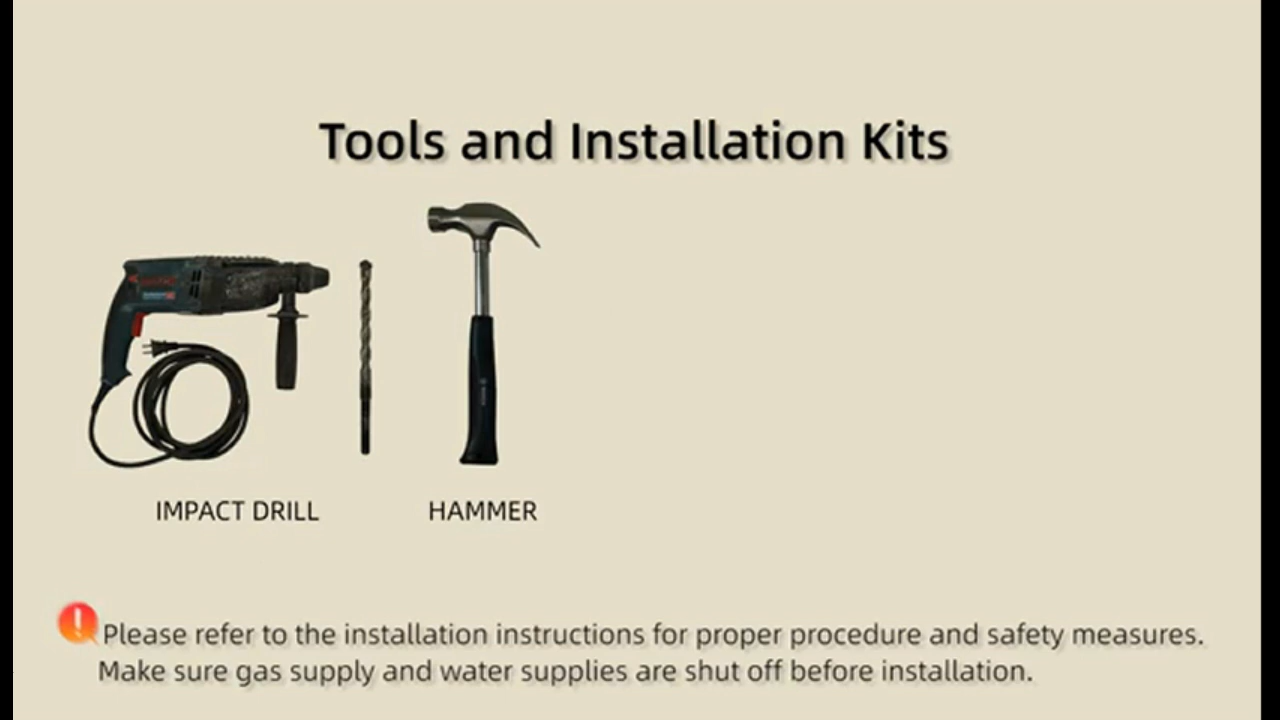 Tools and Installation Kits
IMPACT DRILL
HAMMER
Please refer to the installation instructions for proper procedure and safety measures.
Make sure gas supply and water supplies are shut off before installation.